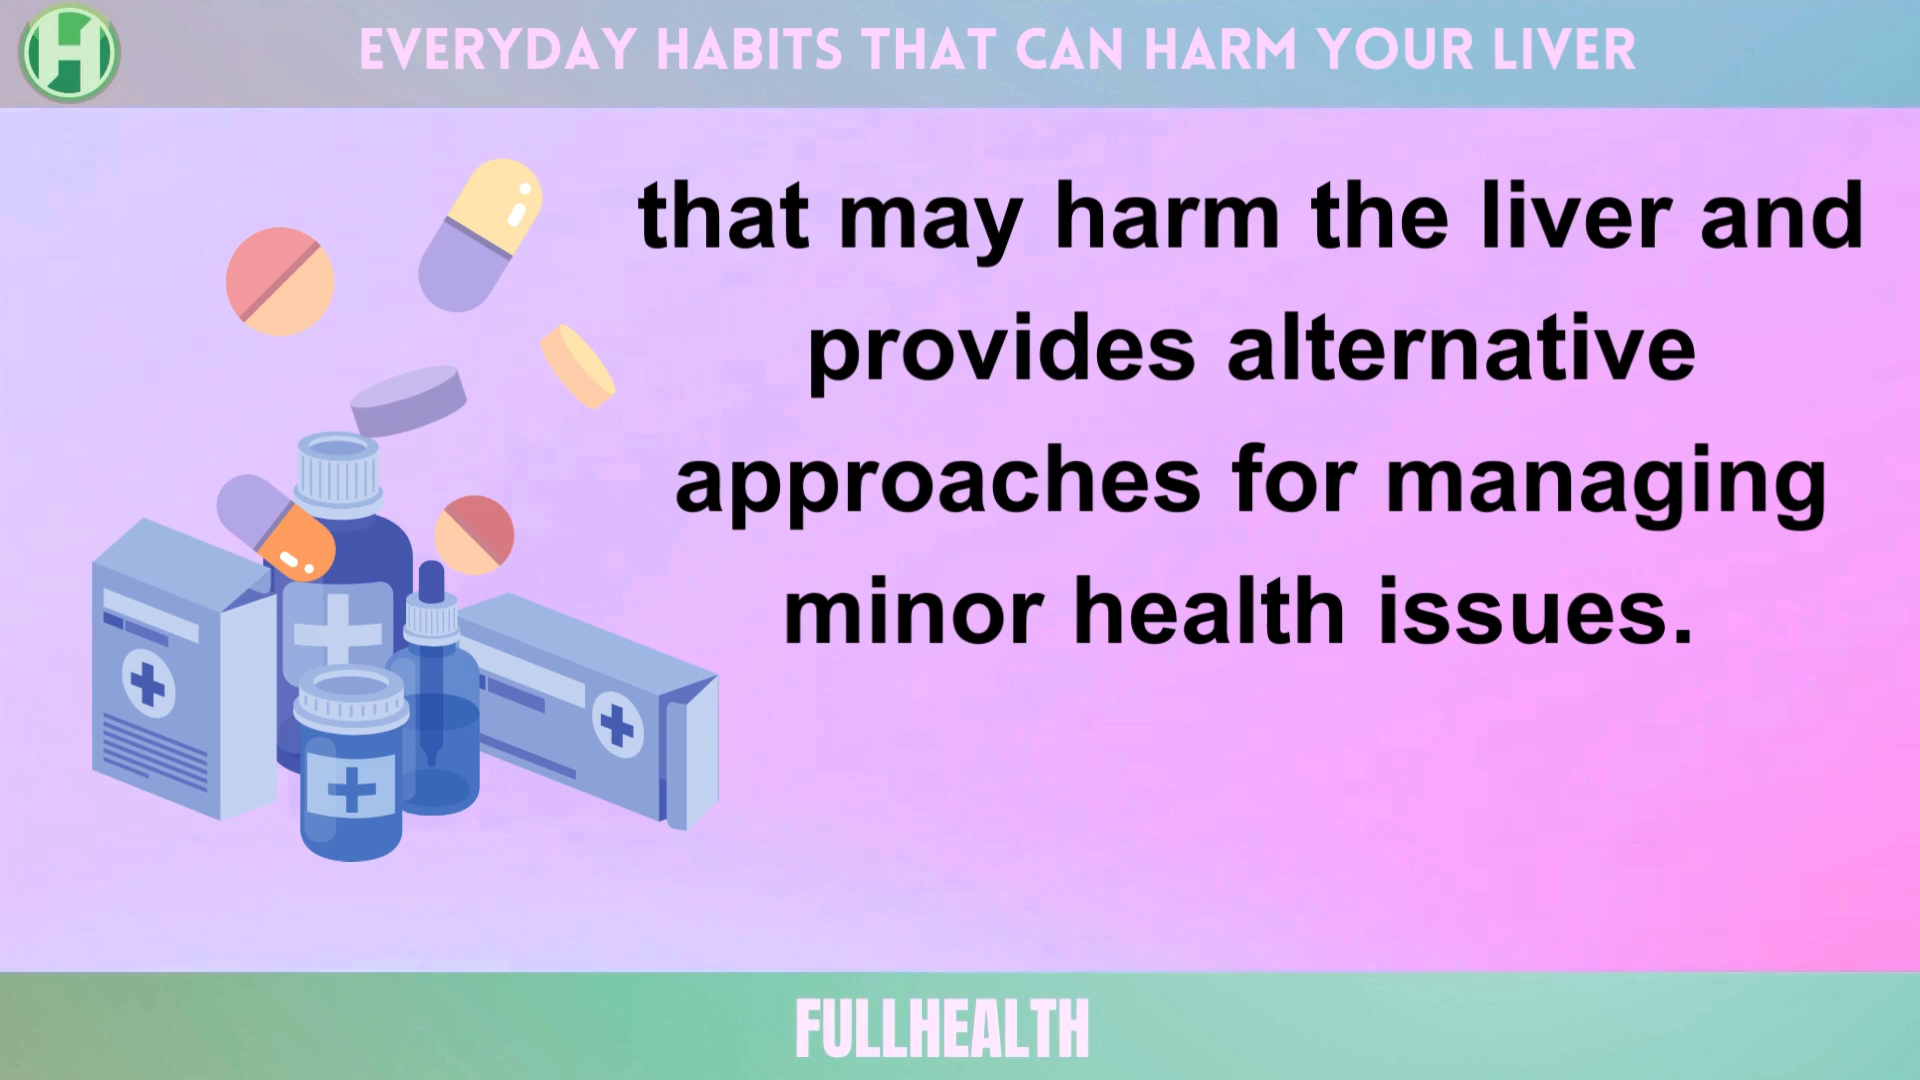 H
EVERYDAY HABITS THAT CAN HARM YOUR LIVER
that may harm the liver and
provides alternative
approaches for managing
minor health issues.
FULLHEALTH